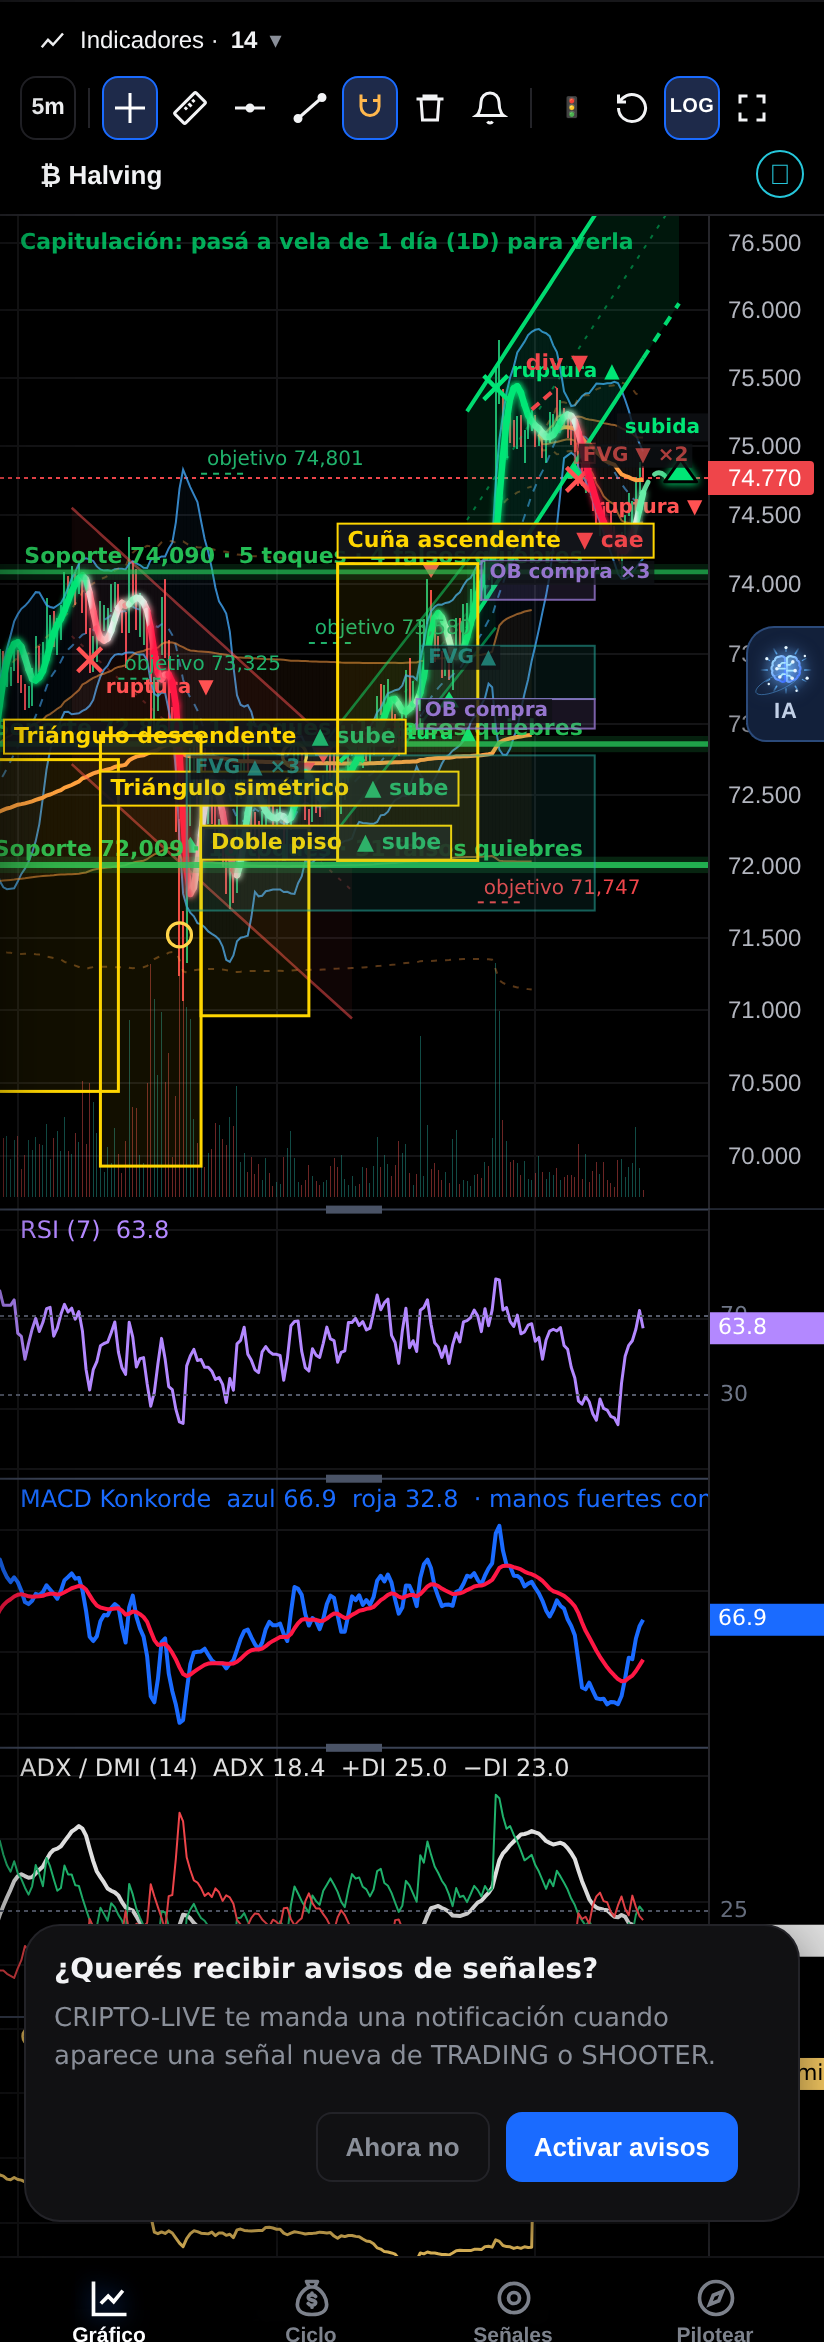 Indicadores · 14 ▾
5m
LOG
₿ Halving
Capitulación: pasá a vela de 1 día (1D) para verla
76.500
76.000
div ▼
ruptura ▲
75.500
subida
75.000
FVG ▼ ×2
objetivo 74,801
74.770
ruptura ▼
74.500
Cuña ascendente ▼ cae
Soporte 74,090 · 5 toques
OB compra ×3
74.000
objetivo 73
FVG ▲
objetivo 73,325
ruptura ▼
IA
OB compra
quiebres
Triángulo descendente ▲ sube
FVG ▲ ×3
Triángulo simétrico ▲ sube
72.500
Doble piso ▲ sube
Soporte 72,009
quiebres
72.000
objetivo 71,747
71.500
71.000
70.500
70.000
RSI (7) 63.8
70
63.8
30
MACD Konkorde azul 66.9 roja 32.8 · manos fuertes
66.9
ADX / DMI (14) ADX 18.4 +DI 25.0 −DI 23.0
25
¿Querés recibir avisos de señales?
CRIPTO-LIVE te manda una notificación cuando
aparece una señal nueva de TRADING o SHOOTER.
Ahora no
Activar avisos
Gráfico
Ciclo
Señales
Pilotear